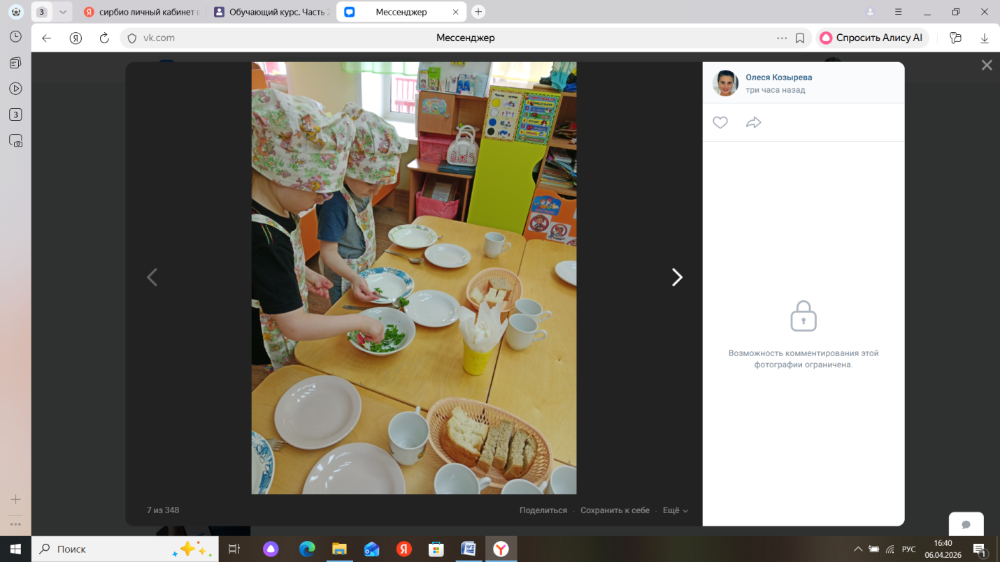 3
сирбио личный кабинет в
Обучающий курс. Часть 2
Мессенджер
vk.com
Мессенджер
Спросить Алису AI
3
Олеся Козырева
три часа назад
Возможность комментирования этой
фотографии ограничена.
7 из 348
Поделиться · Сохранить к себе · Ещё
Поиск
РУС
16:40
06.04.2026
1